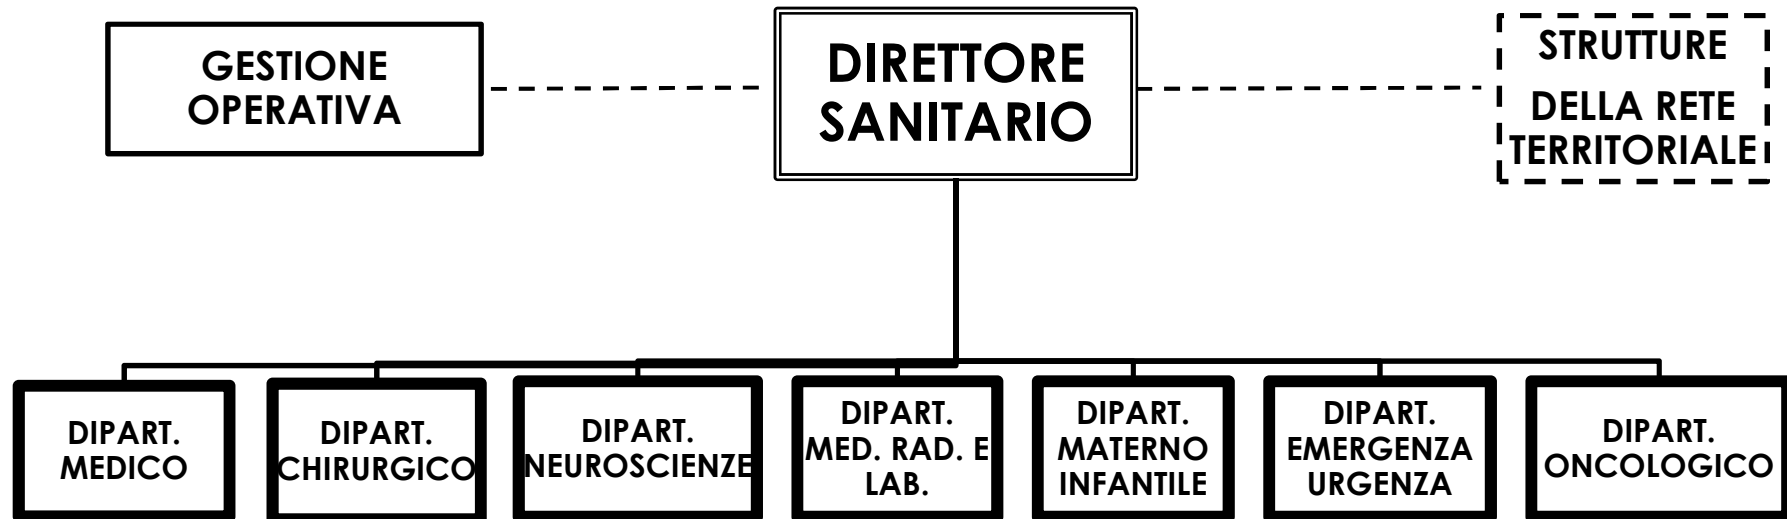 GESTIONE
OPERATIVA
DIRETTORE
SANITARIO
STRUTTURE
DELLA RETE
TERRITORIALE
DIPART.
MEDICO
DIPART.
CHIRURGICO
DIPART.
NEUROSCIENZE
DIPART.
MED. RAD. E
LAB.
DIPART.
MATERNO
INFANTILE
DIPART.
EMERGENZA
URGENZA
DIPART.
ONCOLOGICO